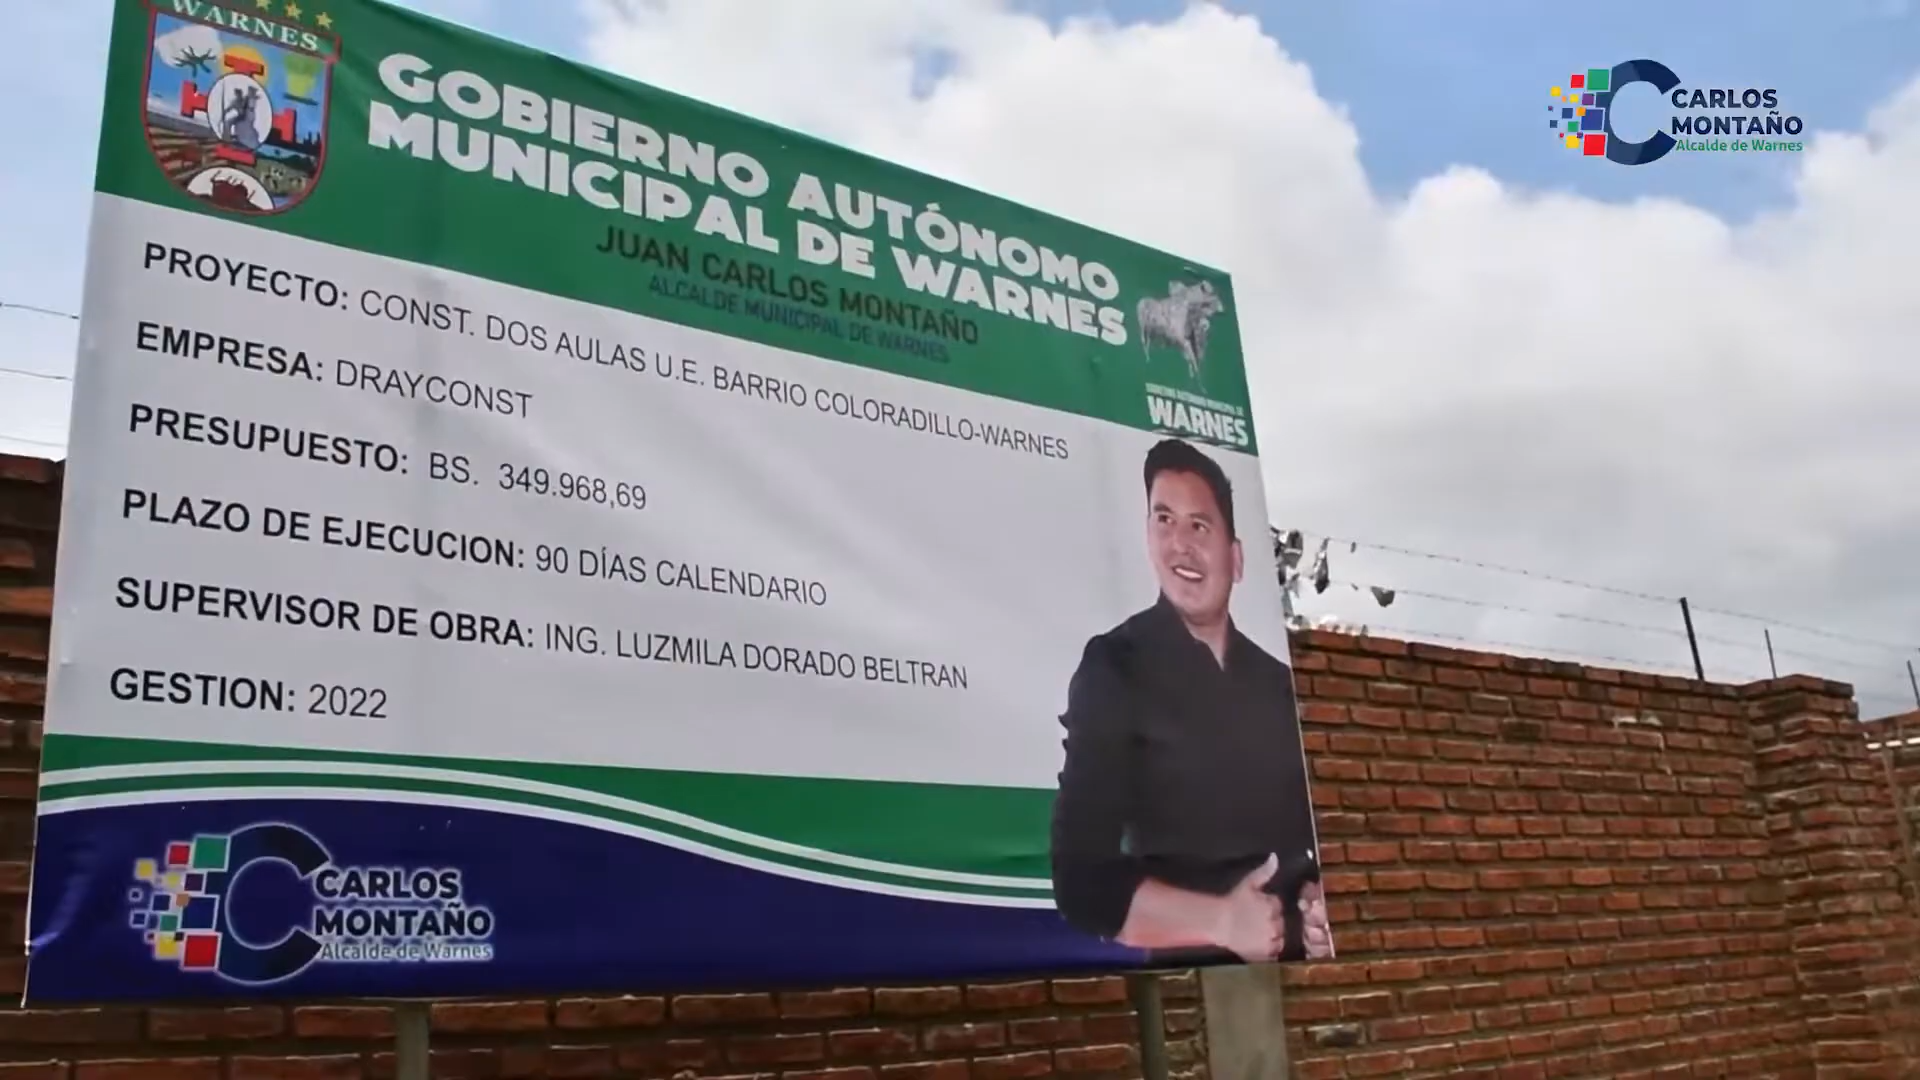 WARNES
GOBIERNO AUTÓNOMO
MUNICIPAL DE WARNES
JUAN CARLOS MONTAÑO
ALCALDE MUNICIPAL DE WARNES
WARNES
PROYECTO: CONST. DOS AULAS U.E. BARRIO COLORADILLO-WARNES
EMPRESA: DRAYCONST
PRESUPUESTO: BS. 349.968,69
PLAZO DE EJECUCION: 90 DÍAS CALENDARIO
SUPERVISOR DE OBRA: ING. LUZMILA DORADO BELTRAN
GESTION: 2022
C CARLOS
MONTAÑO
Alcalde de Warnes
C CARLOS
MONTAÑO
Alcalde de Warnes